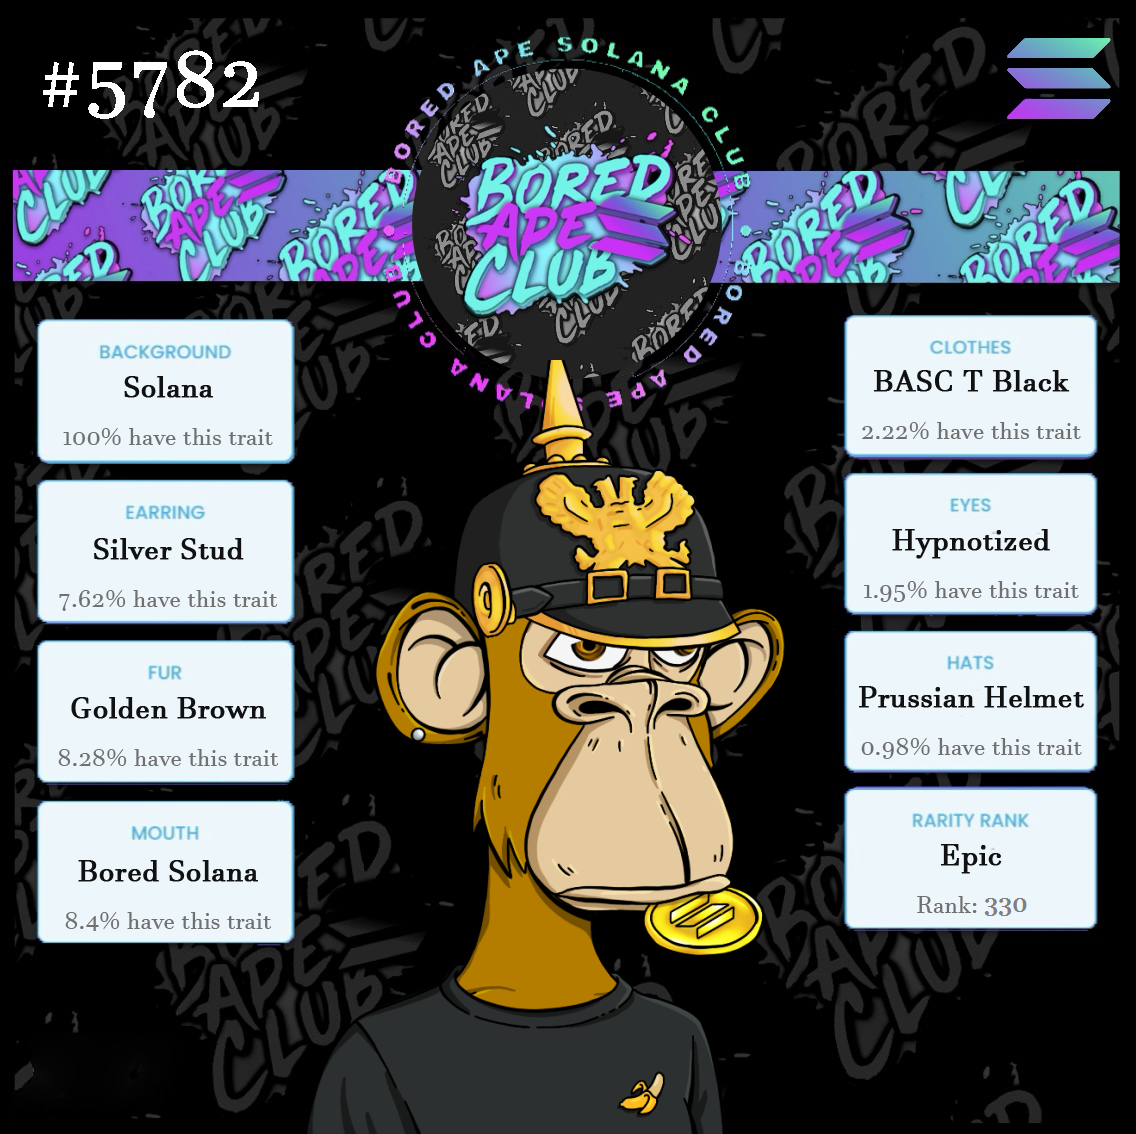 #5782
BORED APE SOLANA CLUB
BORED APE SOLANA CLUB
BORED
APE
CLUB
BACKGROUND
Solana
100% have this trait
EARRING
Silver Stud
7.62% have this trait
FUR
Golden Brown
8.28% have this trait
MOUTH
Bored Solana
8.4% have this trait
CLOTHES
BASC T Black
2.22% have this trait
EYES
Hypnotized
1.95% have this trait
HATS
Prussian Helmet
0.98% have this trait
RARITY RANK
Epic
Rank: 330